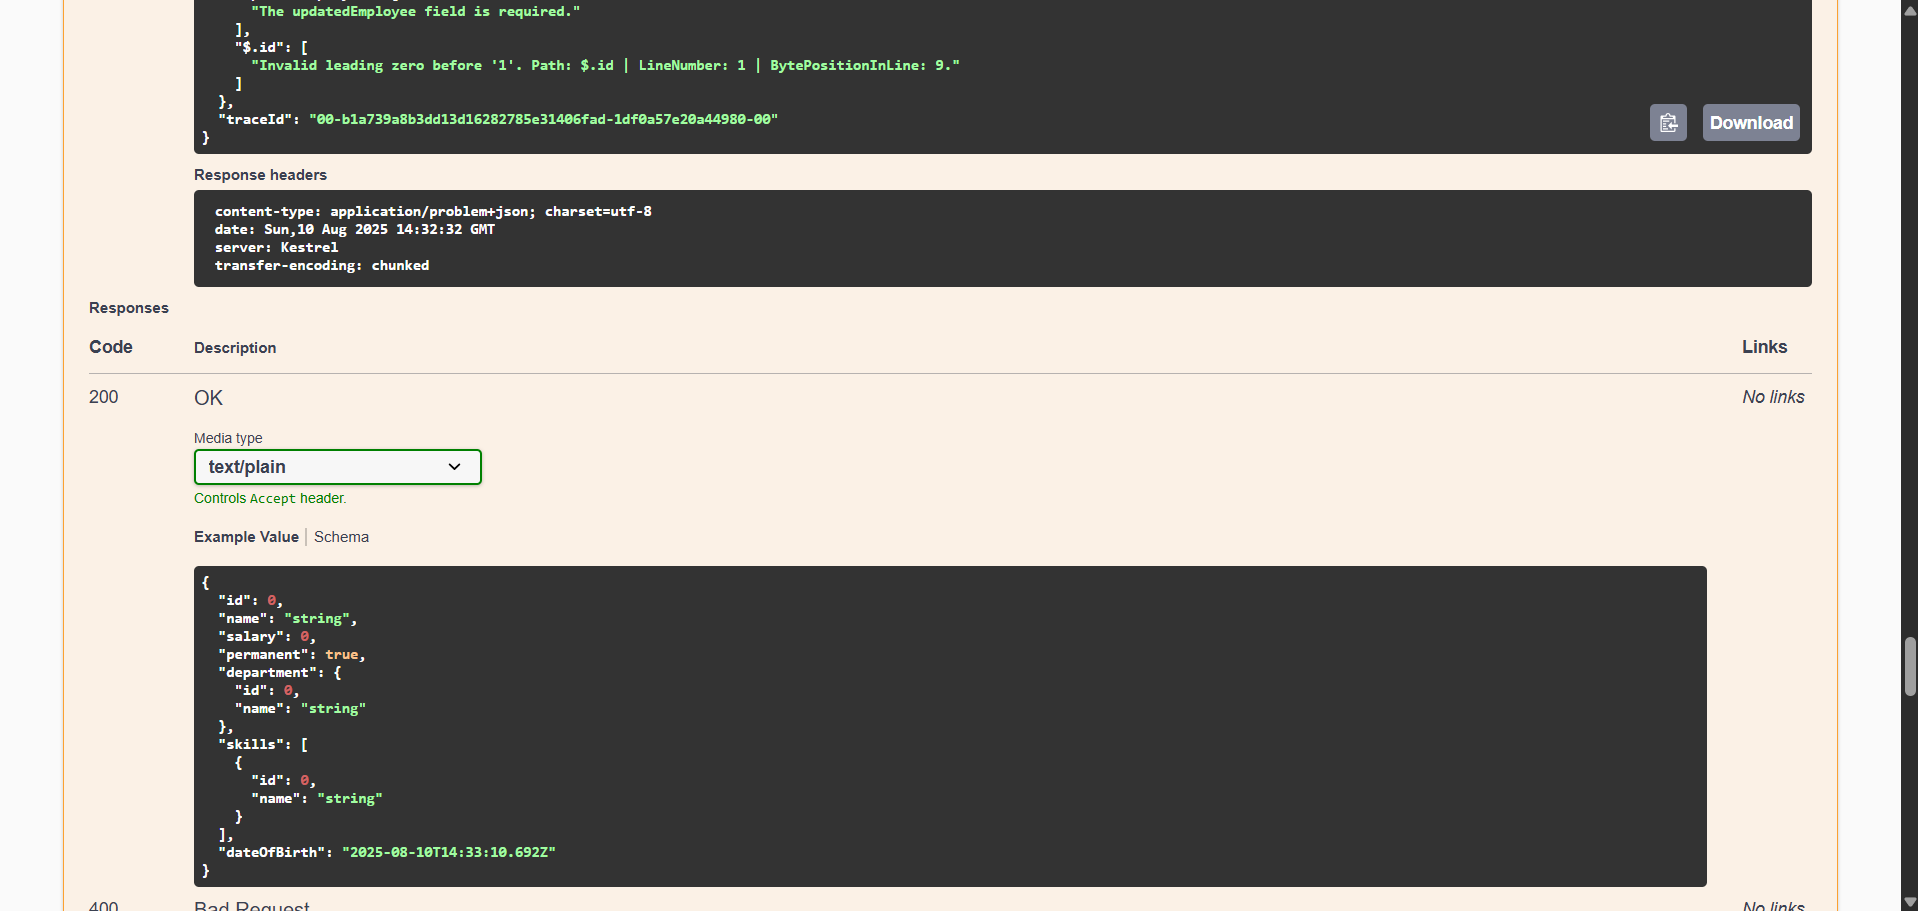 "The updatedEmployee field is required."
],
"$.id": [
"Invalid leading zero before '1'. Path: $.id | LineNumber: 1 | BytePositionInLine: 9."
]
},
"traceId": "00-b1a739a8b3dd13d16282785e31406fad-1df0a57e20a44980-00"
}
Download
Response headers
content-type: application/problem+json; charset=utf-8
date: Sun,10 Aug 2025 14:32:32 GMT
server: Kestrel
transfer-encoding: chunked
Responses
Code Description Links
200 OK No links
Media type
text/plain
Controls Accept header.
Example Value Schema
{
"id": 0,
"name": "string",
"salary": 0,
"permanent": true,
"department": {
"id": 0,
"name": "string"
},
"skills": [
{
"id": 0,
"name": "string"
}
],
"dateOfBirth": "2025-08-10T14:33:10.692Z"
}
400 Bad Request No links